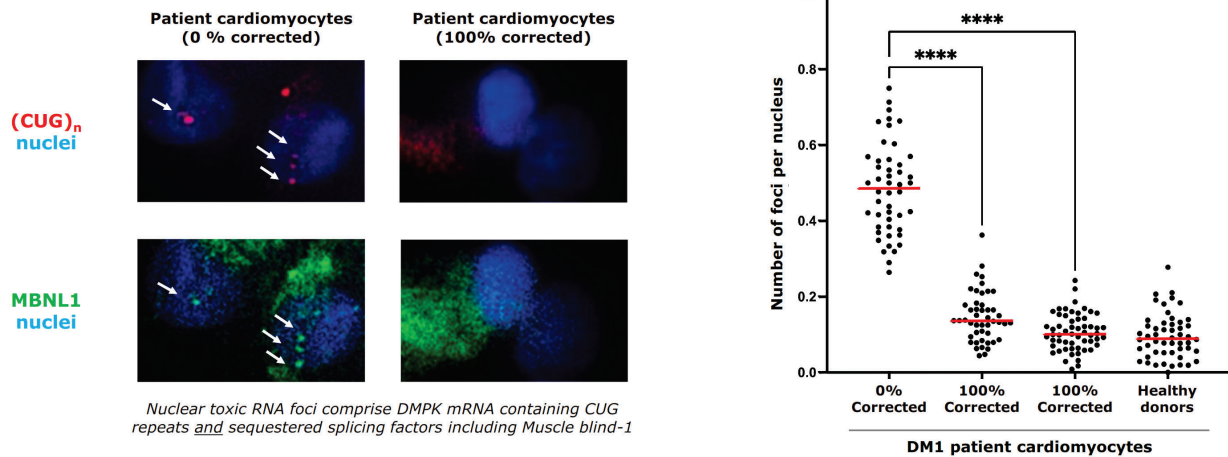 Patient cardiomyocytes
(0 % corrected)
Patient cardiomyocytes
(100% corrected)
(CUG)n
nuclei
MBNL1
nuclei
Nuclear toxic RNA foci comprise DMPK mRNA containing CUG
repeats and sequestered splicing factors including Muscle blind-1
****
****
Number of foci per nucleus
0.8
0.6
0.4
0.2
0.0
0%
Corrected
100%
Corrected
100%
Corrected
Healthy
donors
DM1 patient cardiomyocytes